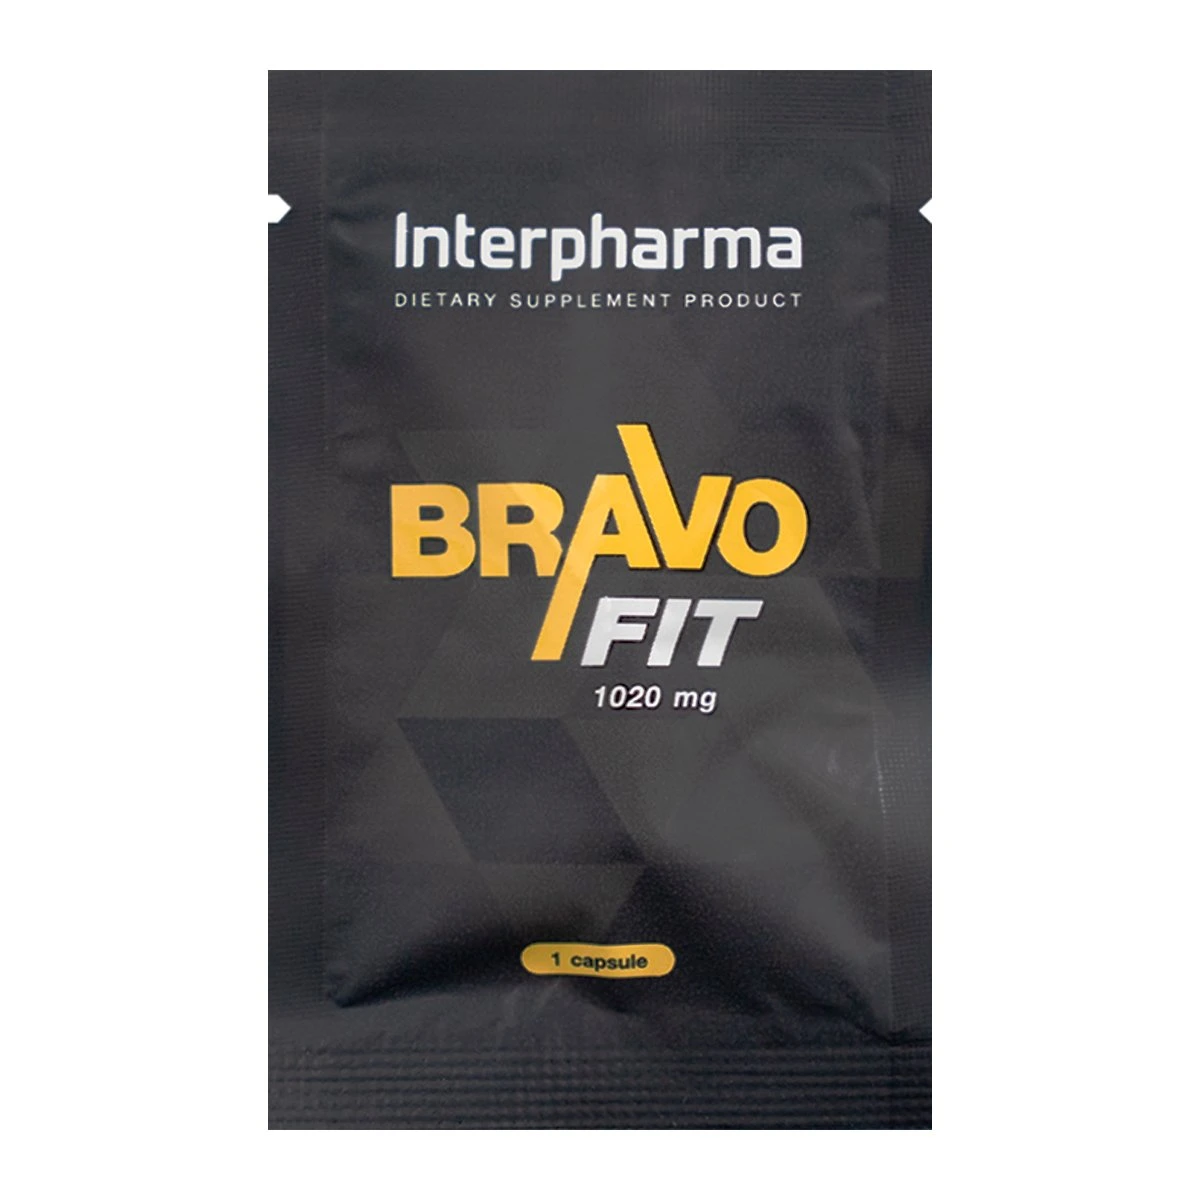 Interpharma
DIETARY SUPPLEMENT PRODUCT
BRAVO
FIT
1020 mg
1 capsule